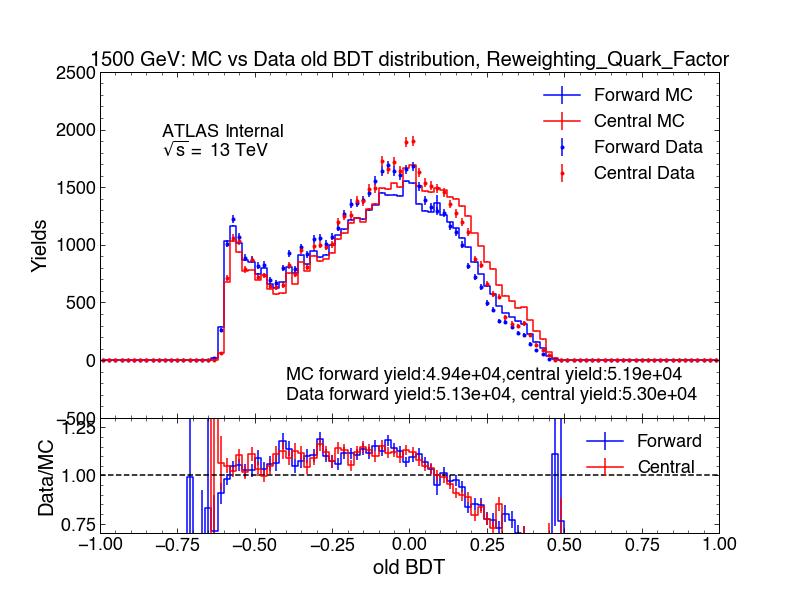 1500 GeV: MC vs Data old BDT distribution, Reweighting_Quark_Factor
2500
2000
1500
1000
500
0
−500
Yields
ATLAS Internal
√s = 13 TeV
Forward MC
Central MC
Forward Data
Central Data
MC forward yield:4.94e+04,central yield:5.19e+04
Data forward yield:5.13e+04, central yield:5.30e+04
1.25
1.00
0.75
Data/MC
Forward
Central
−1.00 −0.75 −0.50 −0.25 0.00 0.25 0.50 0.75 1.00
old BDT